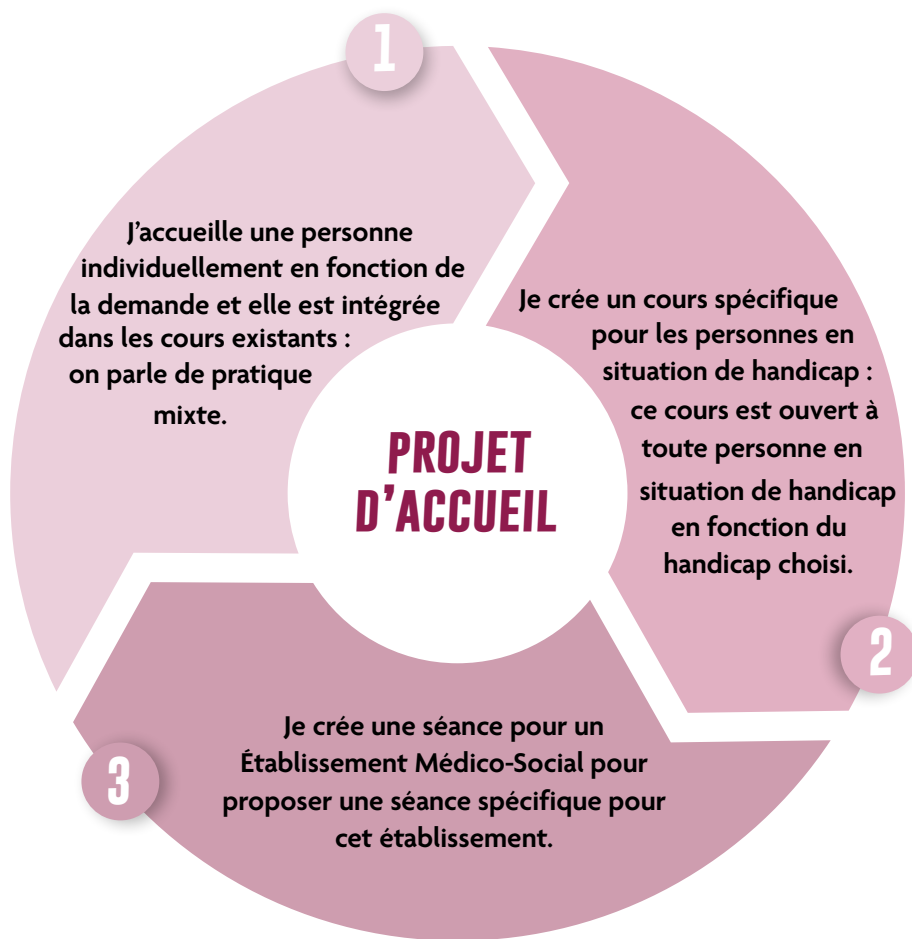 1
J'accueille une personne
individuellement en fonction de
la demande et elle est intégrée
dans les cours existants :
on parle de pratique
mixte.
Je crée un cours spécifique
pour les personnes en
situation de handicap :
ce cours est ouvert à
toute personne en
situation de handicap
en fonction du
handicap choisi.
2
PROJET
D'ACCUEIL
Je crée une séance pour un
Établissement Médico-Social pour
proposer une séance spécifique pour
cet établissement.
3